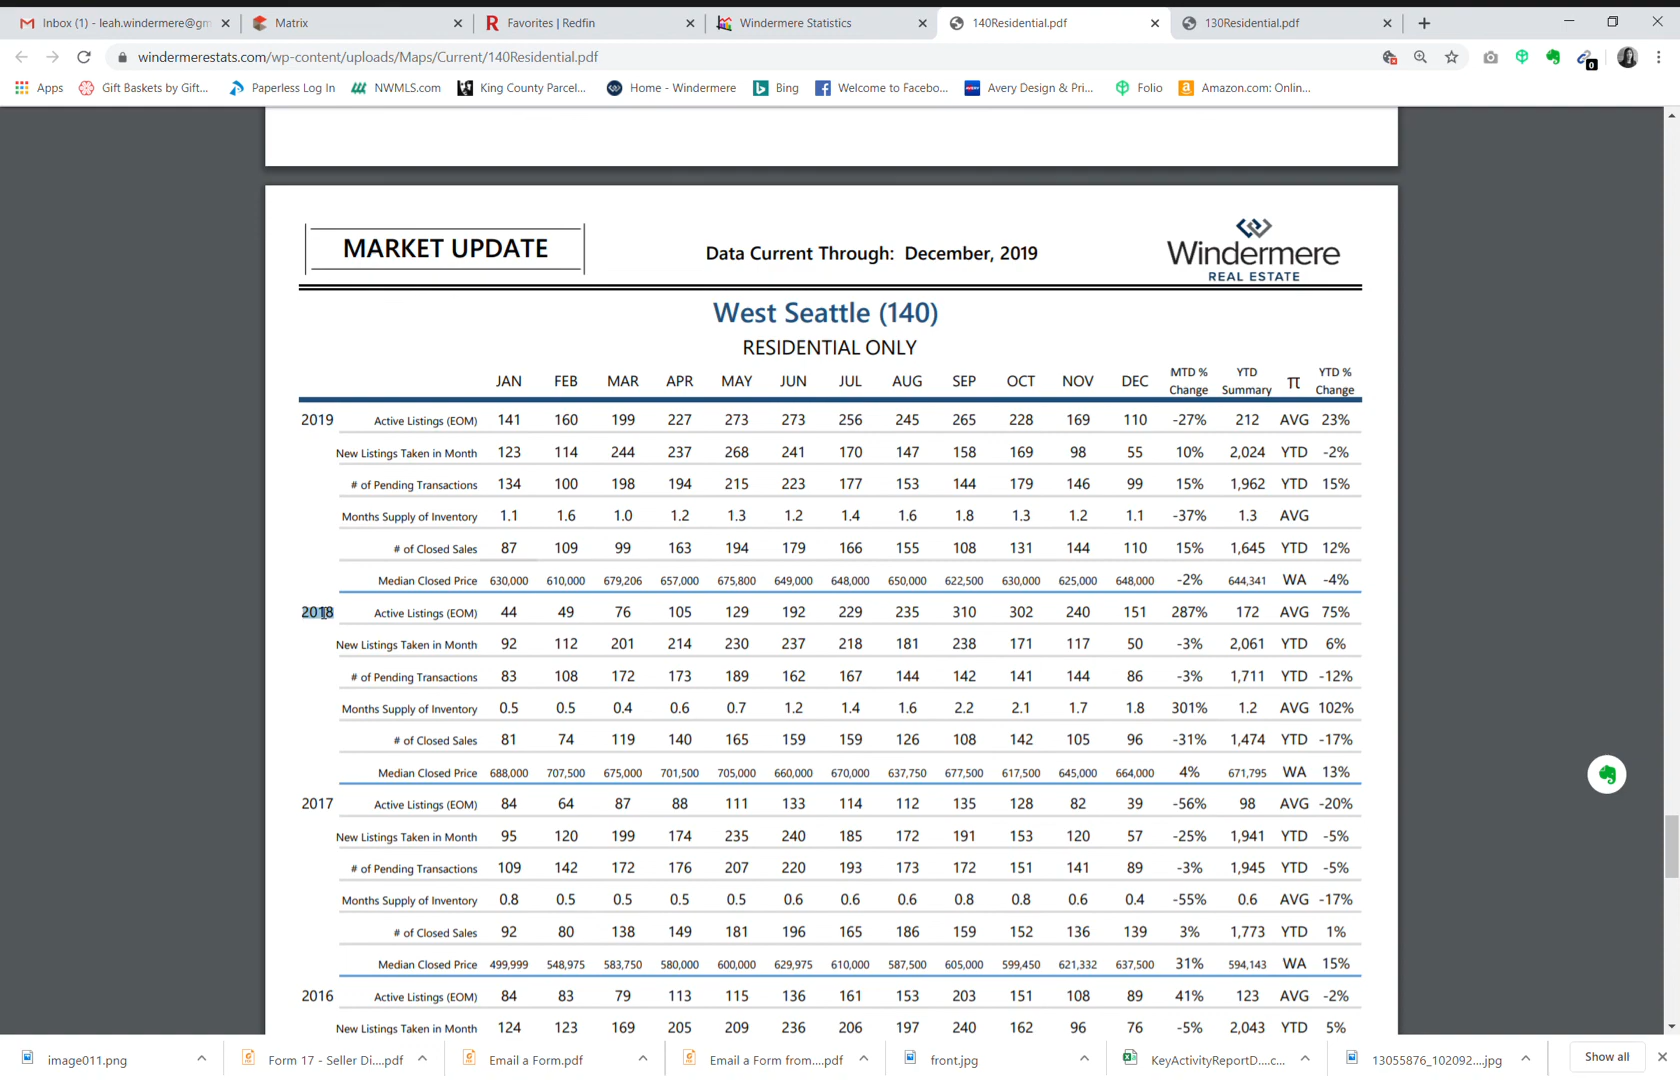 Inbox (1) - leah.windermere@gm
Matrix
Favorites | Redfin
Windermere Statistics
140Residential.pdf
130Residential.pdf
windermerestats.com/wp-content/uploads/Maps/Current/140Residential.pdf
0
Apps
Gift Baskets by Gift...
Paperless Log In
NWMLS.com
King County Parcel...
Home - Windermere
Bing
Welcome to Facebo...
Avery Design & Pri...
Folio
Amazon.com: Onlin...
MARKET UPDATE
Data Current Through: December, 2019
Windermere
REAL ESTATE
West Seattle (140)
RESIDENTIAL ONLY
JAN FEB MAR APR MAY JUN JUL AUG SEP OCT NOV DEC MTD % Change YTD Summary π YTD % Change
2019 Active Listings (EOM) 141 160 199 227 273 273 256 245 265 228 169 110 -27% 212 AVG 23%
New Listings Taken in Month 123 114 244 237 268 241 170 147 158 169 98 55 10% 2,024 YTD -2%
# of Pending Transactions 134 100 198 194 215 223 177 153 144 179 146 99 15% 1,962 YTD 15%
Months Supply of Inventory 1.1 1.6 1.0 1.2 1.3 1.2 1.4 1.6 1.8 1.3 1.2 1.1 -37% 1.3 AVG
# of Closed Sales 87 109 99 163 194 179 166 155 108 131 144 110 15% 1,645 YTD 12%
Median Closed Price 630,000 610,000 679,206 657,000 675,800 649,000 648,000 650,000 622,500 630,000 625,000 648,000 -2% 644,341 WA -4%
2018 Active Listings (EOM) 44 49 76 105 129 192 229 235 310 302 240 151 287% 172 AVG 75%
New Listings Taken in Month 92 112 201 214 230 237 218 181 238 171 117 50 -3% 2,061 YTD 6%
# of Pending Transactions 83 108 172 173 189 162 167 144 142 141 144 86 -3% 1,711 YTD -12%
Months Supply of Inventory 0.5 0.5 0.4 0.6 0.7 1.2 1.4 1.6 2.2 2.1 1.7 1.8 301% 1.2 AVG 102%
# of Closed Sales 81 74 119 140 165 159 159 126 108 142 105 96 -31% 1,474 YTD -17%
Median Closed Price 688,000 707,500 675,000 701,500 705,000 660,000 670,000 637,750 677,500 617,500 645,000 664,000 4% 671,795 WA 13%
2017 Active Listings (EOM) 84 64 87 88 111 133 114 112 135 128 82 39 -56% 98 AVG -20%
New Listings Taken in Month 95 120 199 174 235 240 185 172 191 153 120 57 -25% 1,941 YTD -5%
# of Pending Transactions 109 142 172 176 207 220 193 173 172 151 141 89 -3% 1,945 YTD -5%
Months Supply of Inventory 0.8 0.5 0.5 0.5 0.5 0.6 0.6 0.6 0.8 0.8 0.6 0.4 -55% 0.6 AVG -17%
# of Closed Sales 92 80 138 149 181 196 165 186 159 152 136 139 3% 1,773 YTD 1%
Median Closed Price 499,999 548,975 583,750 580,000 600,000 629,975 610,000 587,500 605,000 599,450 621,332 637,500 31% 594,143 WA 15%
2016 Active Listings (EOM) 84 83 79 113 115 136 161 153 203 151 108 89 41% 123 AVG -2%
New Listings Taken in Month 124 123 169 205 209 236 206 197 240 162 96 76 -5% 2,043 YTD 5%
image011.png
Form 17 - Seller Di....pdf
Email a Form.pdf
Email a Form from....pdf
front.jpg
KeyActivityReportD....c...
13055876_102092....jpg
Show all